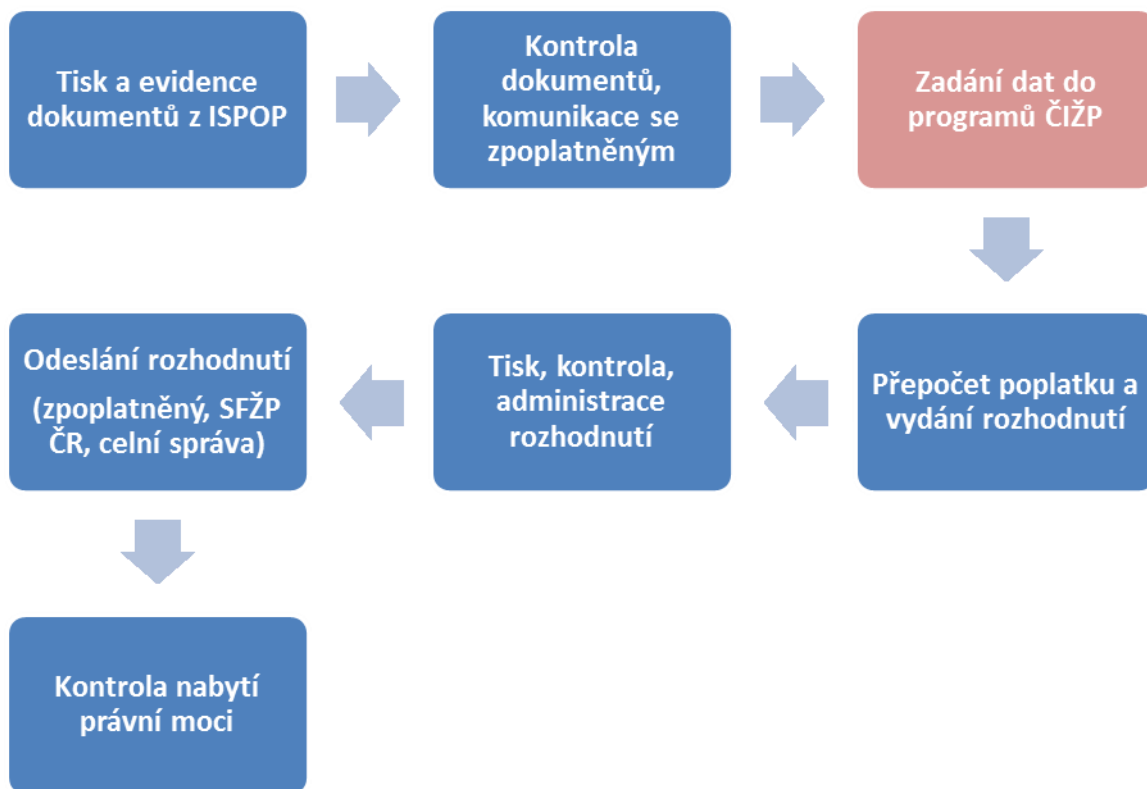 Tisk a evidence
dokumentů z ISPOP
Kontrola
dokumentů,
komunikace se
zpoplatněným
Zadání dat do
programů ČIŽP
Přepočet poplatku a
vydání rozhodnutí
Tisk, kontrola,
administrace
rozhodnutí
Odeslání rozhodnutí
(zpoplatněný, SFŽP
ČR, celní správa)
Kontrola nabytí
právní moci